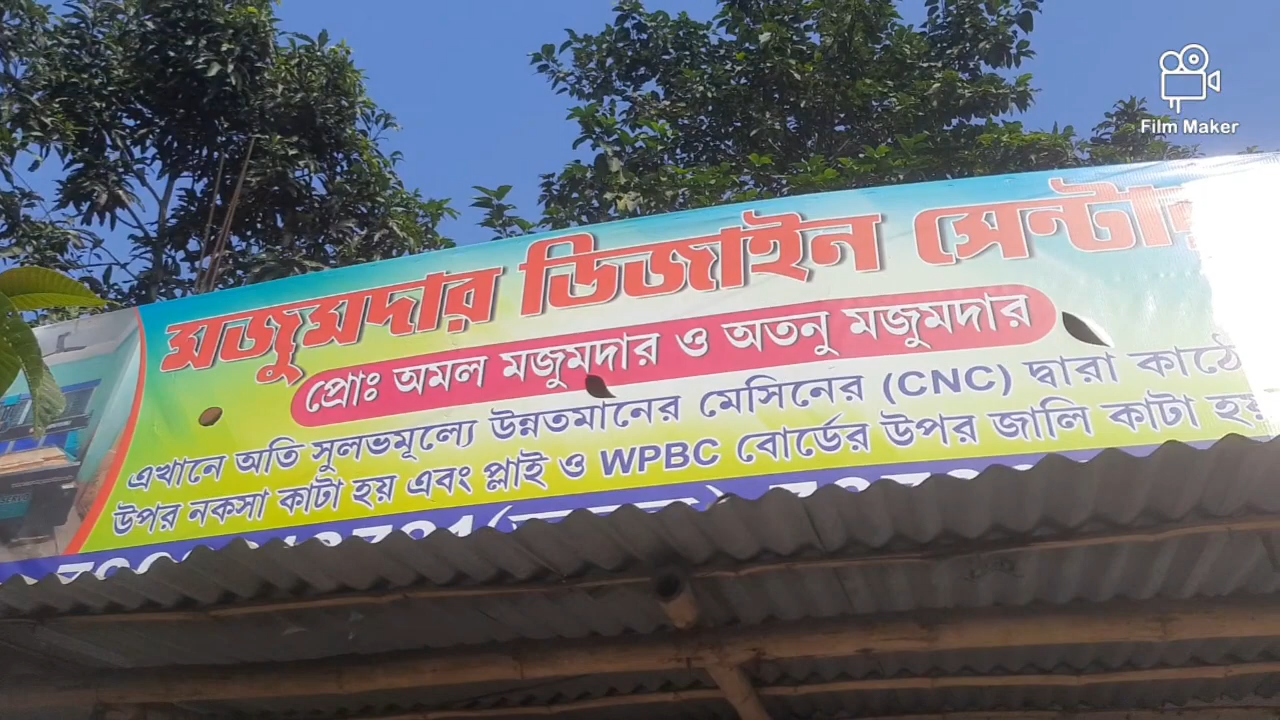 Film Maker
মজুমদার ডিজাইন সেন্টার
প্রোঃ অমল মজুমদার ও অতনু মজুমদার
এখানে অতি সুলভমূল্যে উন্নতমানের মেসিনের (CNC) দ্বারা কাঠে
উপর নকসা কাটা হয় এবং প্লাই ও WPBC বোর্ডের উপর জালি কাটা হয়